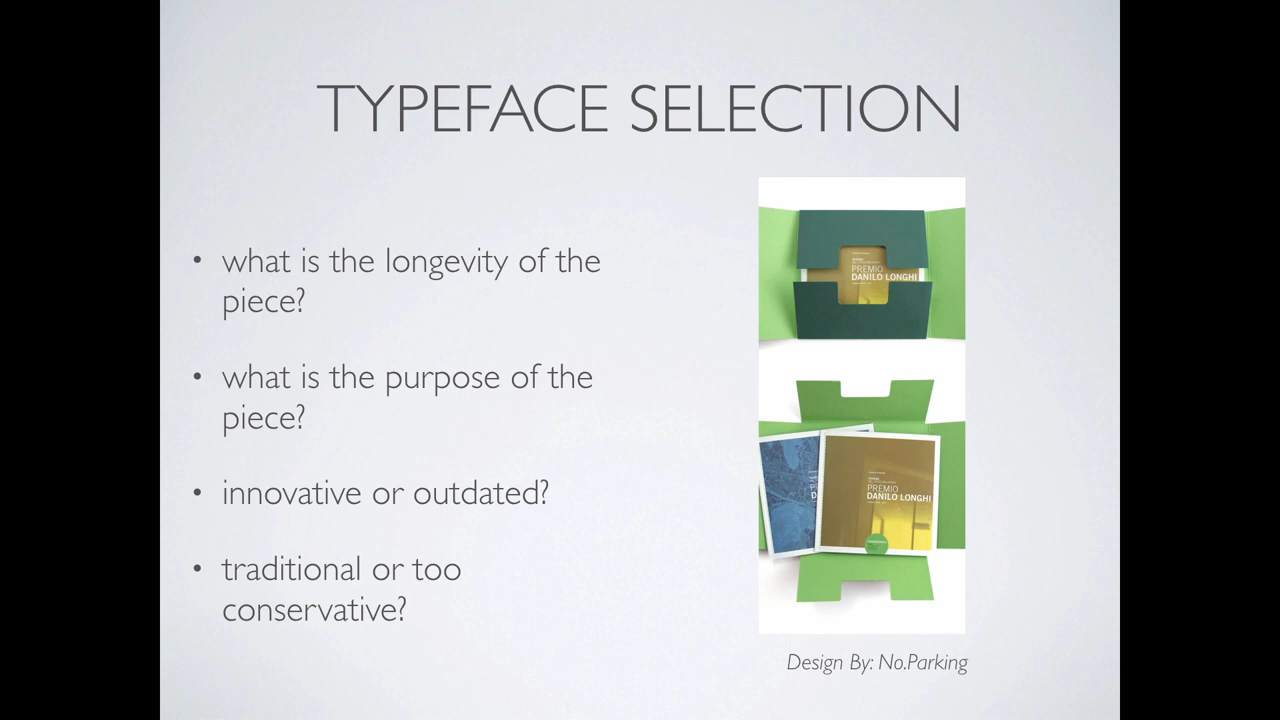 TYPEFACE SELECTION
• what is the longevity of the
piece?
• what is the purpose of the
piece?
• innovative or outdated?
• traditional or too
conservative?
PREMIO
DANILO LONGHI
PREMIO
DANILO LONGHI
Design By: No.Parking